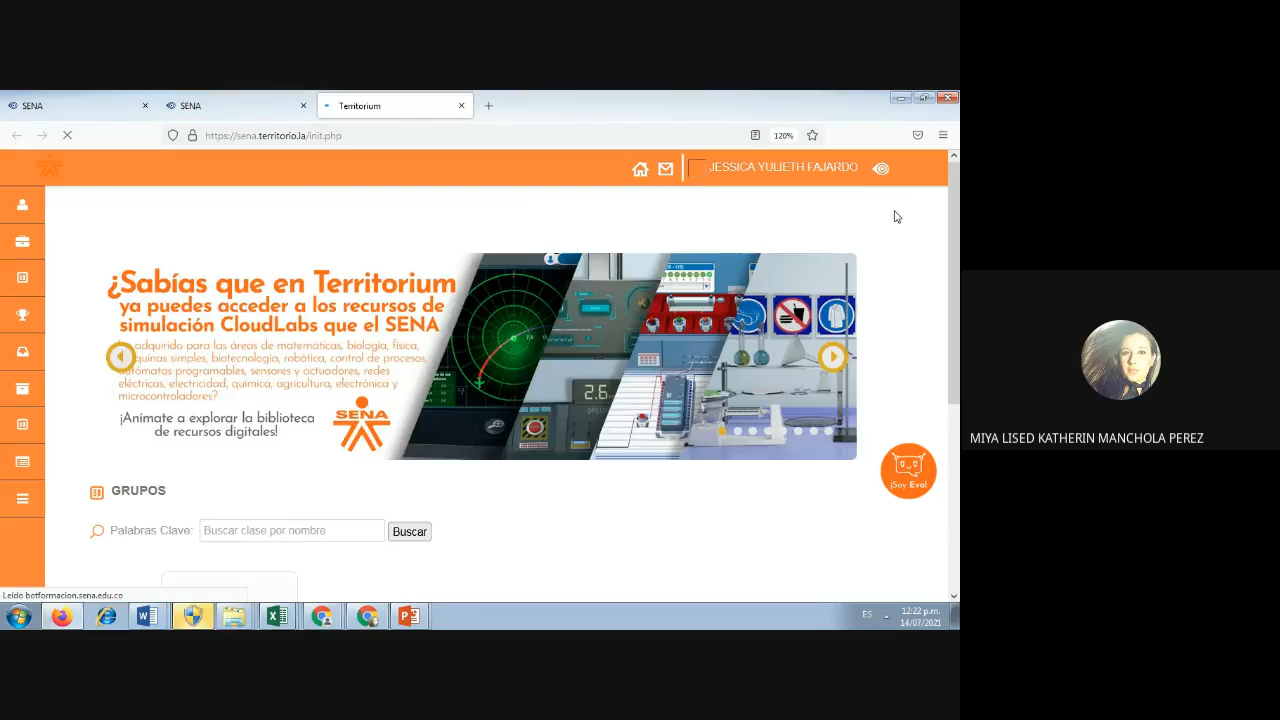 SENA
SENA
Territorium
https://sena.territorio.la/init.php
120%
JESSICA YULIETH FAJARDO
¿Sabías que en Territorium
ya puedes acceder a los recursos de
simulación CloudLabs que el SENA
adquirido para las áreas de matemáticas, biología, física,
quinas simples, biotecnología, robótica, control de procesos,
autómatas programables, sensores y actuadores, redes
eléctricas, electricidad, química, agricultura, electrónica y
microcontroladores?
¡Anímate a explorar la biblioteca
de recursos digitales!
SENA
2.6
¡Soy Eva!
GRUPOS
Palabras Clave:
Buscar clase por nombre
Buscar
Leído botformacion.sena.edu.co
ES
12:22 p.m.
14/07/2021
MIYA LISED KATHERIN MANCHOLA PEREZ